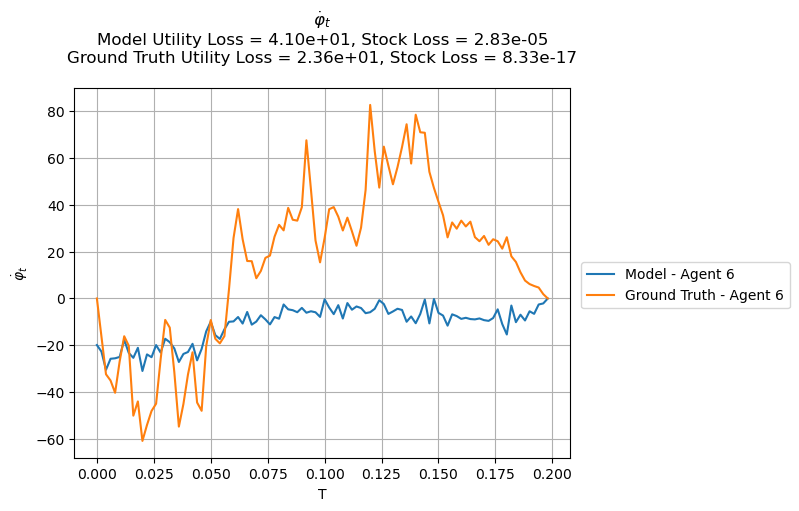 φ̇ₜ
Model Utility Loss = 4.10e+01, Stock Loss = 2.83e-05
Ground Truth Utility Loss = 2.36e+01, Stock Loss = 8.33e-17
80
60
40
20
0
−20
−40
−60
φ̇ₜ
0.000 0.025 0.050 0.075 0.100 0.125 0.150 0.175 0.200
T
Model - Agent 6
Ground Truth - Agent 6